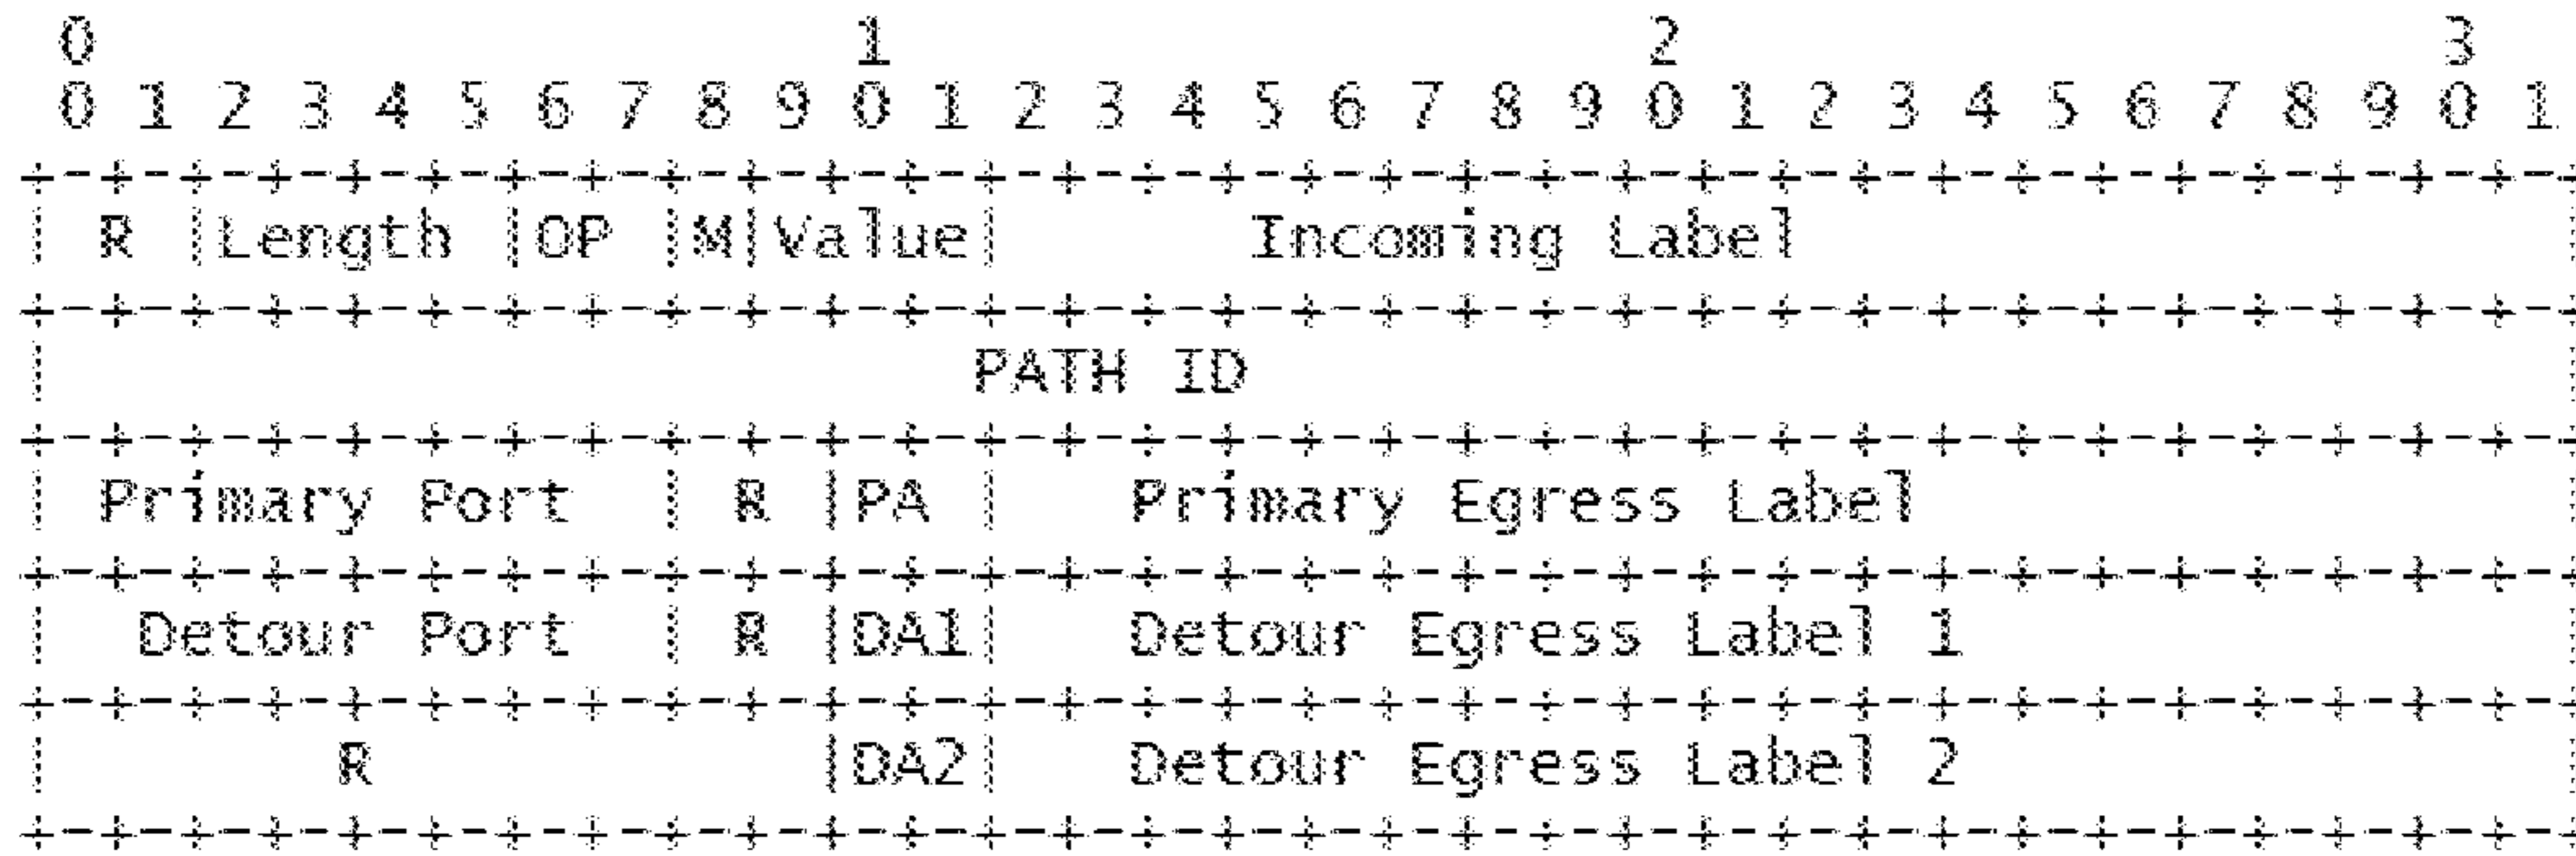 0                   1                   2                   3
 0 1 2 3 4 5 6 7 8 9 0 1 2 3 4 5 6 7 8 9 0 1 2 3 4 5 6 7 8 9 0 1
+-+-+-+-+-+-+-+-+-+-+-+-+-+-+-+-+-+-+-+-+-+-+-+-+-+-+-+-+-+-+-+-+
| R |Length |OP |M|Value|      Incoming Label                   |
+-+-+-+-+-+-+-+-+-+-+-+-+-+-+-+-+-+-+-+-+-+-+-+-+-+-+-+-+-+-+-+-+
|                       PATH ID                                 |
+-+-+-+-+-+-+-+-+-+-+-+-+-+-+-+-+-+-+-+-+-+-+-+-+-+-+-+-+-+-+-+-+
| Primary Port  | R |PA |   Primary Egress Label                |
+-+-+-+-+-+-+-+-+-+-+-+-+-+-+-+-+-+-+-+-+-+-+-+-+-+-+-+-+-+-+-+-+
|  Detour Port  | R |DA1|   Detour Egress Label 1               |
+-+-+-+-+-+-+-+-+-+-+-+-+-+-+-+-+-+-+-+-+-+-+-+-+-+-+-+-+-+-+-+-+
|       R           |DA2|   Detour Egress Label 2               |
+-+-+-+-+-+-+-+-+-+-+-+-+-+-+-+-+-+-+-+-+-+-+-+-+-+-+-+-+-+-+-+-+